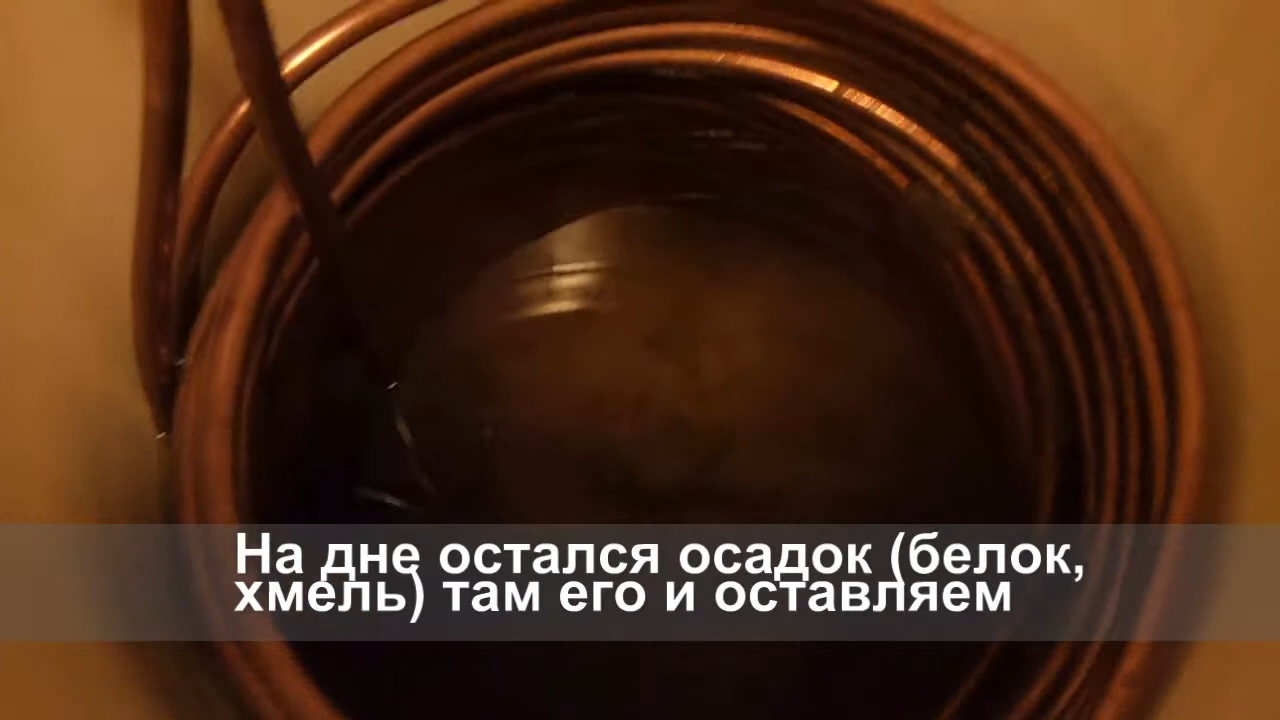 На дне остался осадок (белок,
хмель) там его и оставляем